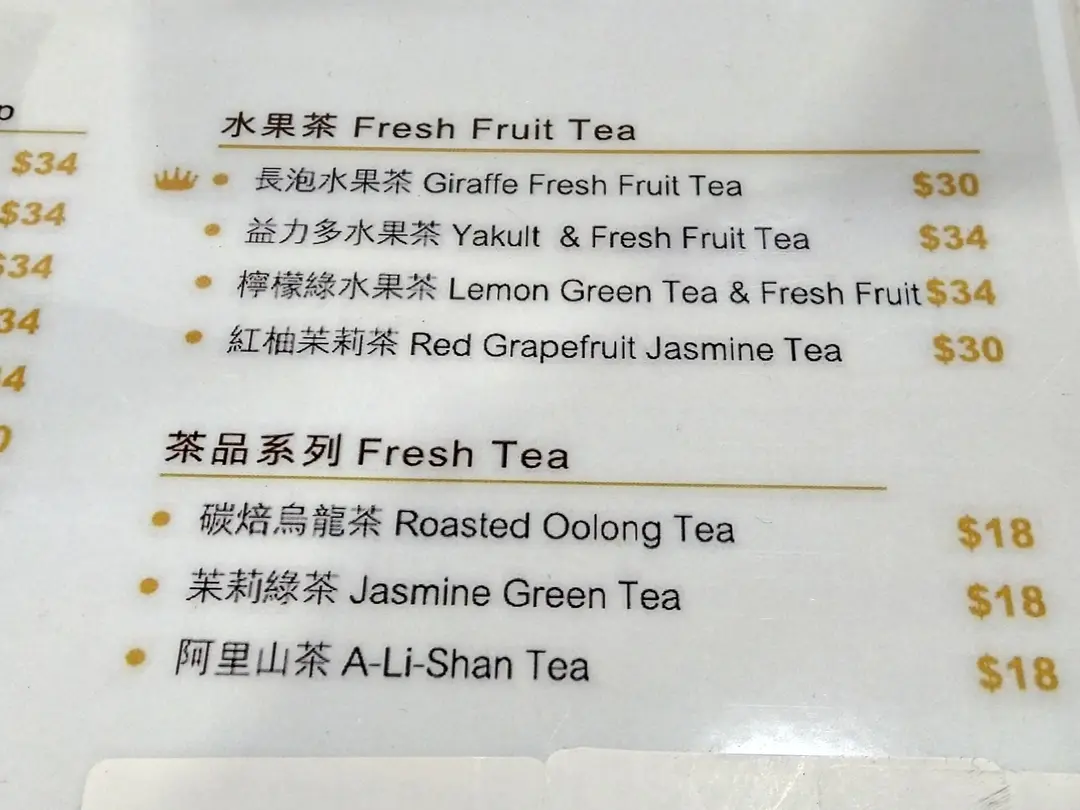 水果茶 Fresh Fruit Tea
長泡水果茶 Giraffe Fresh Fruit Tea $30
益力多水果茶 Yakult & Fresh Fruit Tea $34
檸檬綠水果茶 Lemon Green Tea & Fresh Fruit $34
紅柚茉莉茶 Red Grapefruit Jasmine Tea $30
茶品系列 Fresh Tea
碳焙烏龍茶 Roasted Oolong Tea $18
茉莉綠茶 Jasmine Green Tea $18
阿里山茶 A-Li-Shan Tea $18
$34
$34
$34